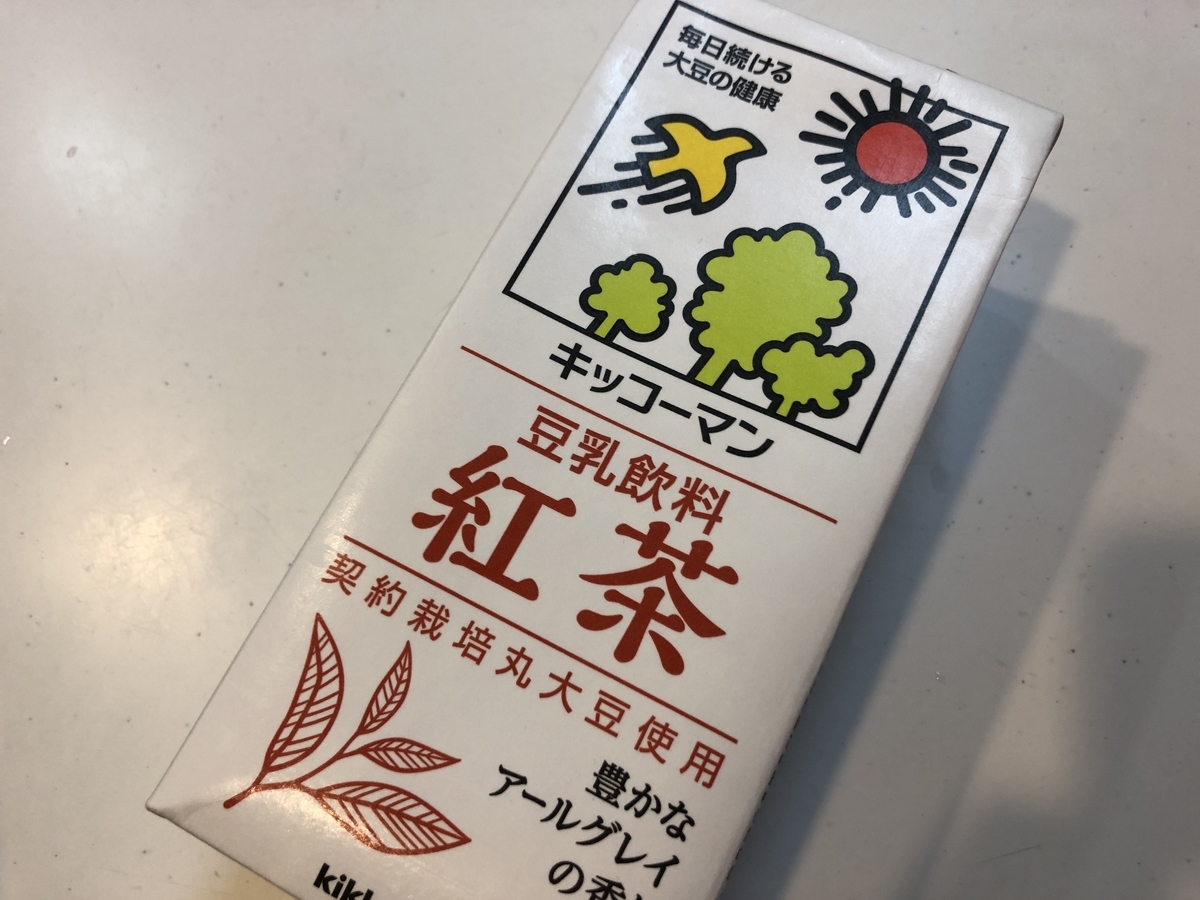 毎日続ける
大豆の健康
キッコーマン
豆乳飲料
紅茶
契約栽培丸大豆使用
豊かな
アールグレイ
の香